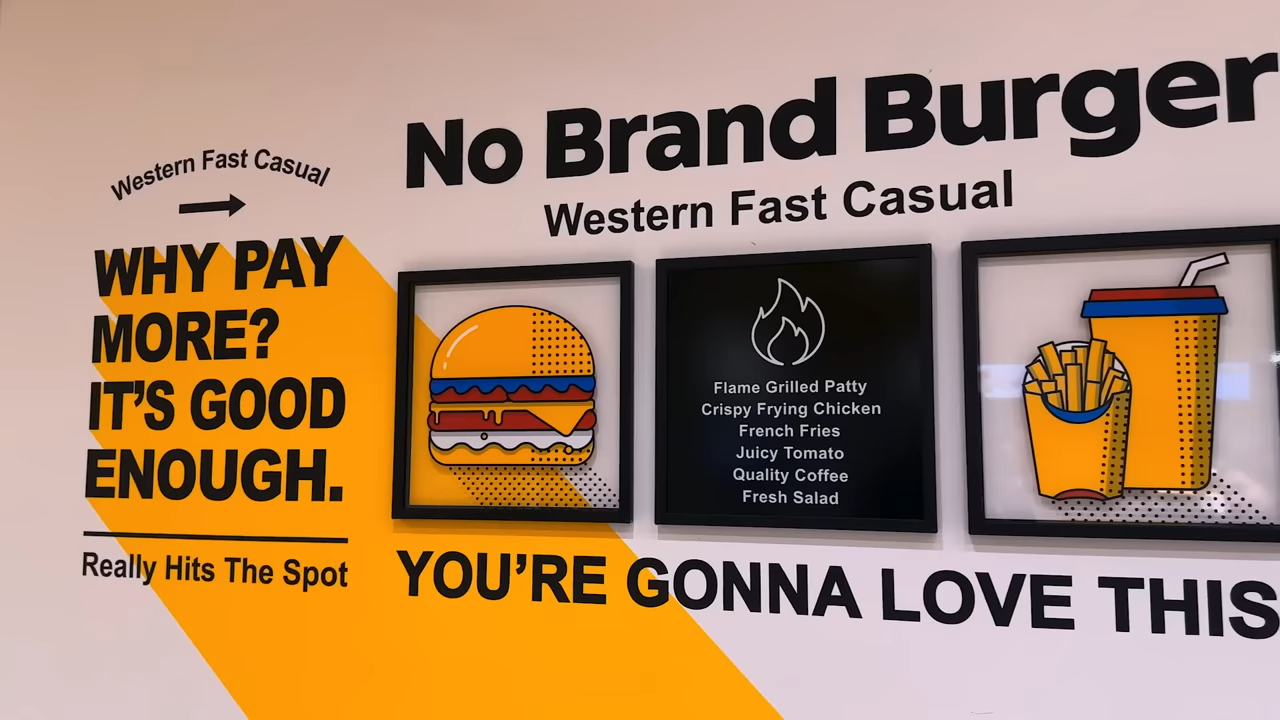 Western Fast Casual
WHY PAY
MORE?
IT'S GOOD
ENOUGH.
Really Hits The Spot
No Brand Burger
Western Fast Casual
Flame Grilled Patty
Crispy Frying Chicken
French Fries
Juicy Tomato
Quality Coffee
Fresh Salad
YOU'RE GONNA LOVE THIS